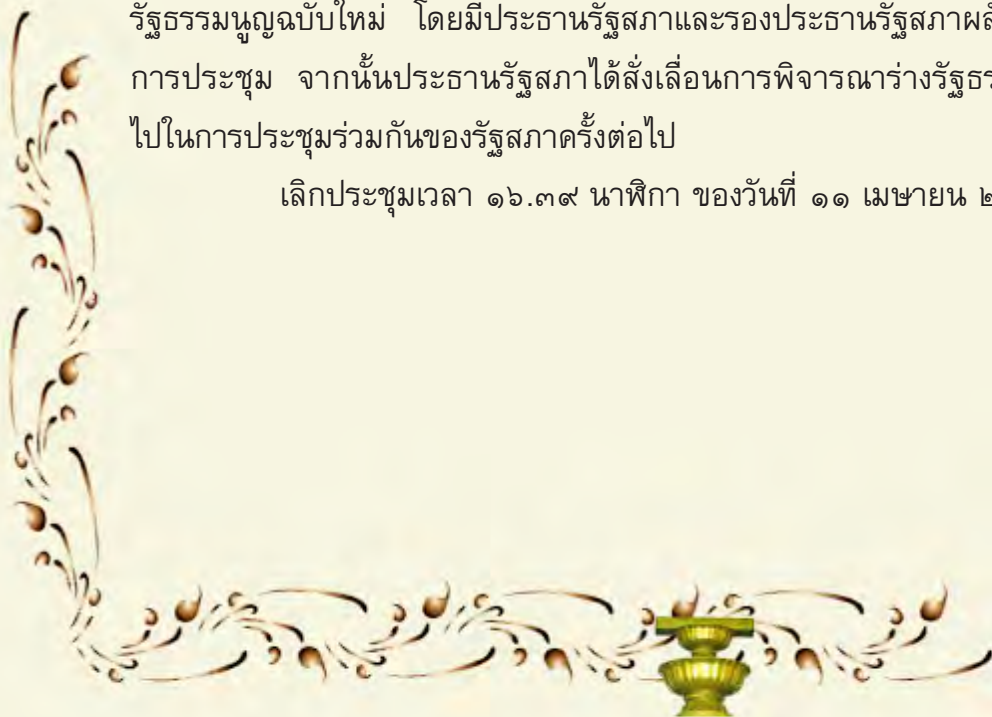 รัฐธรรมนูญฉบับใหม่ โดยมีประธานรัฐสภาและรองประธานรัฐสภา
การประชุม จากนั้นประธานรัฐสภาได้สั่งเลื่อนการพิจารณาร่าง
ไปในการประชุมร่วมกันของรัฐสภาครั้งต่อไป
เลิกประชุมเวลา ๑๖.๓๙ นาฬิกา ของวันที่ ๑๑ เมษายน